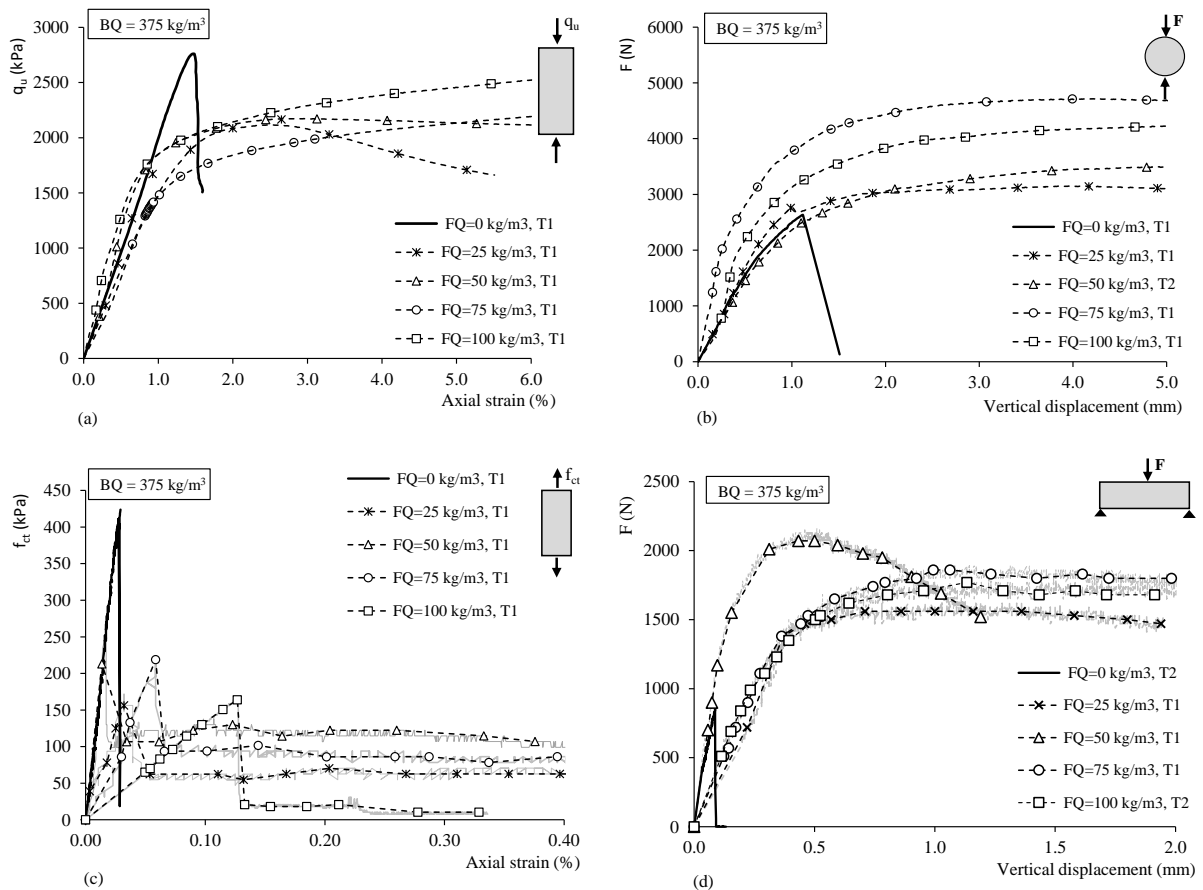 BQ = 375 kg/m³
q_u
q_u (kPa)
3000
2500
2000
1500
1000
500
0
0.0 1.0 2.0 3.0 4.0 5.0 6.0
Axial strain (%)
FQ=0 kg/m3, T1
FQ=25 kg/m3, T1
FQ=50 kg/m3, T1
FQ=75 kg/m3, T1
FQ=100 kg/m3, T1
(a)
BQ = 375 kg/m³
F
F (N)
6000
5000
4000
3000
2000
1000
0
0.0 1.0 2.0 3.0 4.0 5.0
Vertical displacement (mm)
FQ=0 kg/m3, T1
FQ=25 kg/m3, T1
FQ=50 kg/m3, T2
FQ=75 kg/m3, T1
FQ=100 kg/m3, T1
(b)
BQ = 375 kg/m³
f_ct
f_ct (kPa)
450
400
350
300
250
200
150
100
50
0
0.00 0.10 0.20 0.30 0.40
Axial strain (%)
FQ=0 kg/m3, T1
FQ=25 kg/m3, T1
FQ=50 kg/m3, T1
FQ=75 kg/m3, T1
FQ=100 kg/m3, T1
(c)
BQ = 375 kg/m³
F
F (N)
2500
2000
1500
1000
500
0
0.0 0.5 1.0 1.5 2.0
Vertical displacement (mm)
FQ=0 kg/m3, T2
FQ=25 kg/m3, T1
FQ=50 kg/m3, T1
FQ=75 kg/m3, T1
FQ=100 kg/m3, T2
(d)